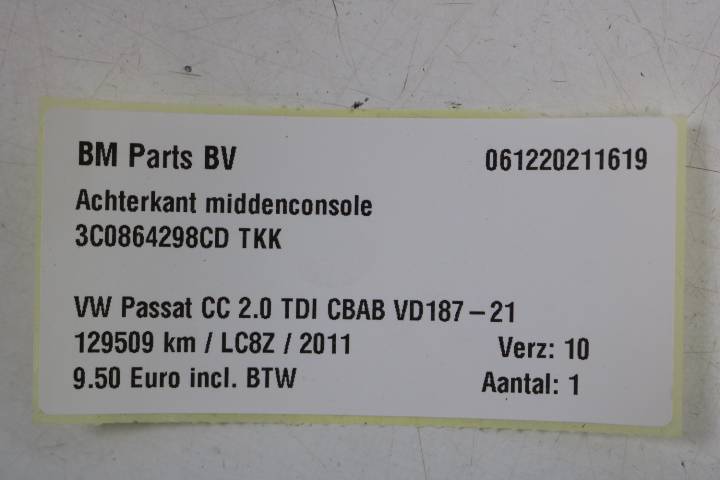 BM Parts BV 061220211619
Achterkant middenconsole
3C0864298CD TKK
VW Passat CC 2.0 TDI CBAB VD187-21
129509 km / LC8Z / 2011 Verz: 10
9.50 Euro incl. BTW Aantal: 1